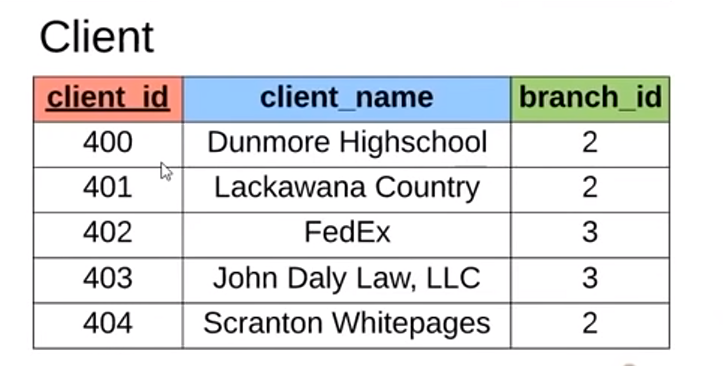 Client
client_id client_name branch_id
400 Dunmore Highschool 2
401 Lackawana Country 2
402 FedEx 3
403 John Daly Law, LLC 3
404 Scranton Whitepages 2